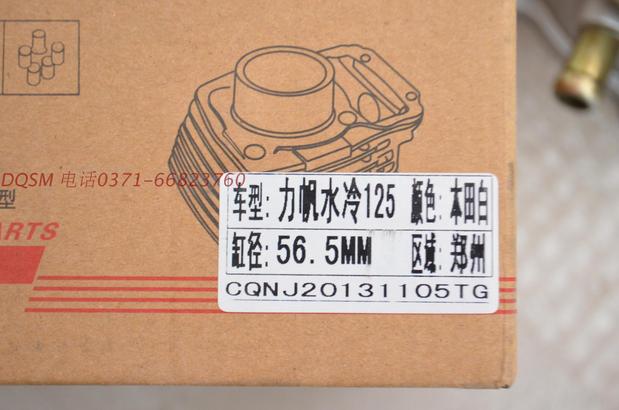 DQSM 电话0371-66823760
型
PARTS
车型: 力帆水冷125 颜色: 本田白
缸径: 56.5MM 区域: 郑州
CQNJ20131105TG